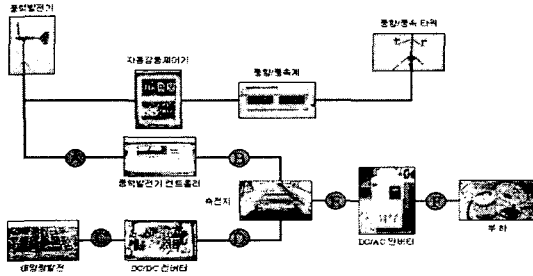 풍력발전기
풍향/풍속 타워
자동감풍제어기
풍향/풍속계
A
B
풍력발전기 컨트롤러
축전지
E
F
C
D
DC/AC 인버터
부 하
태양광발전
DC/DC 컨버터